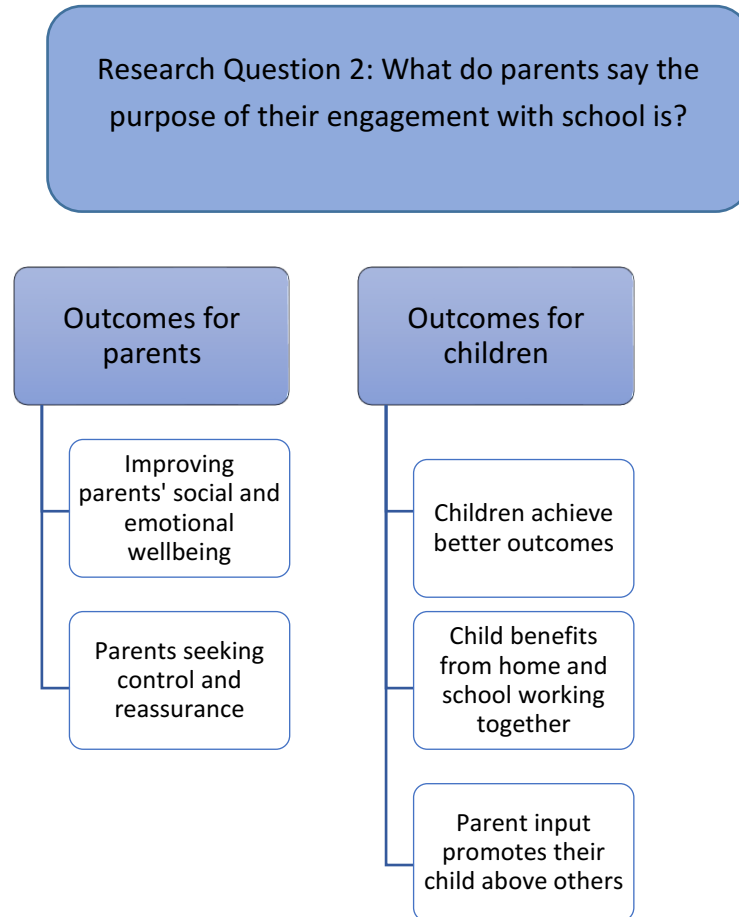 Research Question 2: What do parents say the
purpose of their engagement with school is?
Outcomes for
parents
Improving
parents' social and
emotional
wellbeing
Parents seeking
control and
reassurance
Outcomes for
children
Children achieve
better outcomes
Child benefits
from home and
school working
together
Parent input
promotes their
child above others